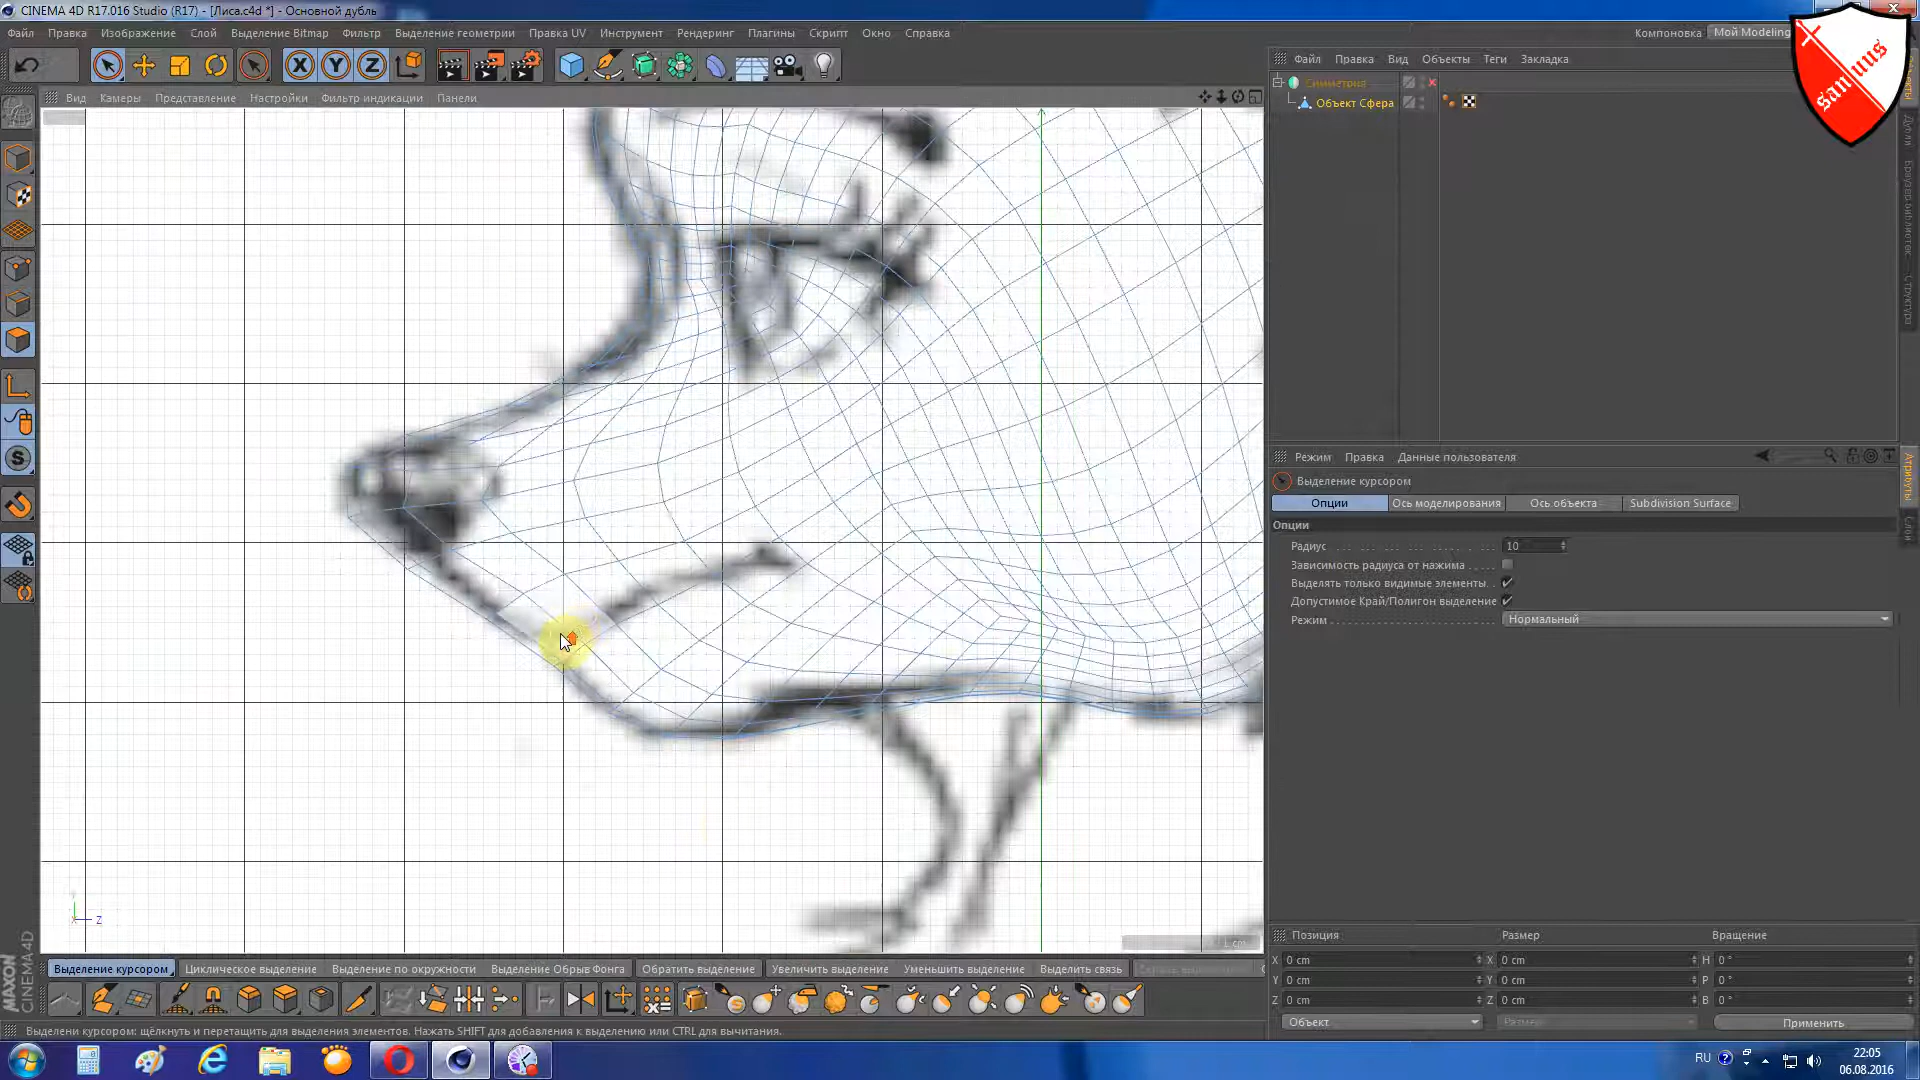 CINEMA 4D R17.016 Studio (R17) - [Лиса.c4d *] - Основной дубль
Файл Правка Изображение Слой Выделение Bitmap Фильтр Выделение геометрии Правка UV Инструмент Рендеринг Плагины Скрипт Окно Справка
Компоновка Мой Modeling
san uus
X Y Z
Файл Правка Вид Объекты Теги Закладка
Вид Камеры Представление Настройки Фильтр индикации Панели
Симметрия
Объект Сфера
Режим Правка Данные пользователя
Выделение курсором
Опции Ось моделирования Ось объекта Subdivision Surface
Опции
Радиус 10
Зависимость радиуса от нажима
Выделять только видимые элементы
Допустимое Край/Полигон выделение
Режим Нормальный
Атрибуты
Слои
Дубли
Структура
Позиция Размер Вращение
X 0 cm X 0 cm H 0 °
Y 0 cm Y 0 cm P 0 °
Z 0 cm Z 0 cm B 0 °
Объект Размер Применить
Y X Z
Выделение курсором Циклическое выделение Выделение по окружности Выделение Обрыв Фонга Обратить выделение Увеличить выделение Уменьшить выделение Выделить связь
MAXON
CINEMA 4D
Выделени курсором: щёлкнуть и перетащить для выделения элементов. Нажать SHIFT для добавления к выделению или CTRL для вычитания.
RU
22:05
06.08.2016